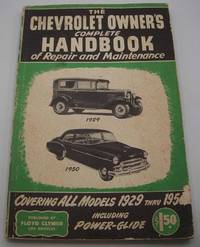 THE
CHEVROLET OWNER'S
COMPLETE
HANDBOOK
of Repair and Maintenance
1929
1950
COVERING ALL MODELS 1929 THRU
INCLUDING
POWER-GLIDE
PUBLISHED BY
FLOYD CLYMER
LOS ANGELES
$1.50